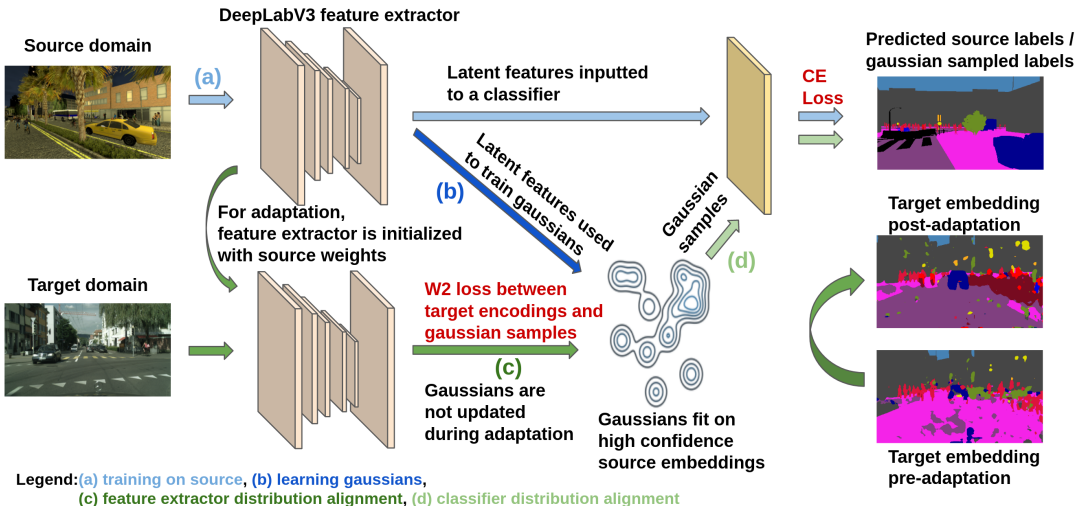 DeepLabV3 feature extractor
Source domain
(a)
Latent features inputted
to a classifier
CE
Loss
Predicted source labels /
gaussian sampled labels
(b)
Latent features used
to train gaussians
Gaussian
samples
(d)
For adaptation,
feature extractor is initialized
with source weights
Target domain
W2 loss between
target encodings and
gaussian samples
(c)
Gaussians are
not updated
during adaptation
Gaussians fit on
high confidence
source embeddings
Target embedding
post-adaptation
Target embedding
pre-adaptation
Legend:(a) training on source, (b) learning gaussians,
(c) feature extractor distribution alignment, (d) classifier distribution alignment